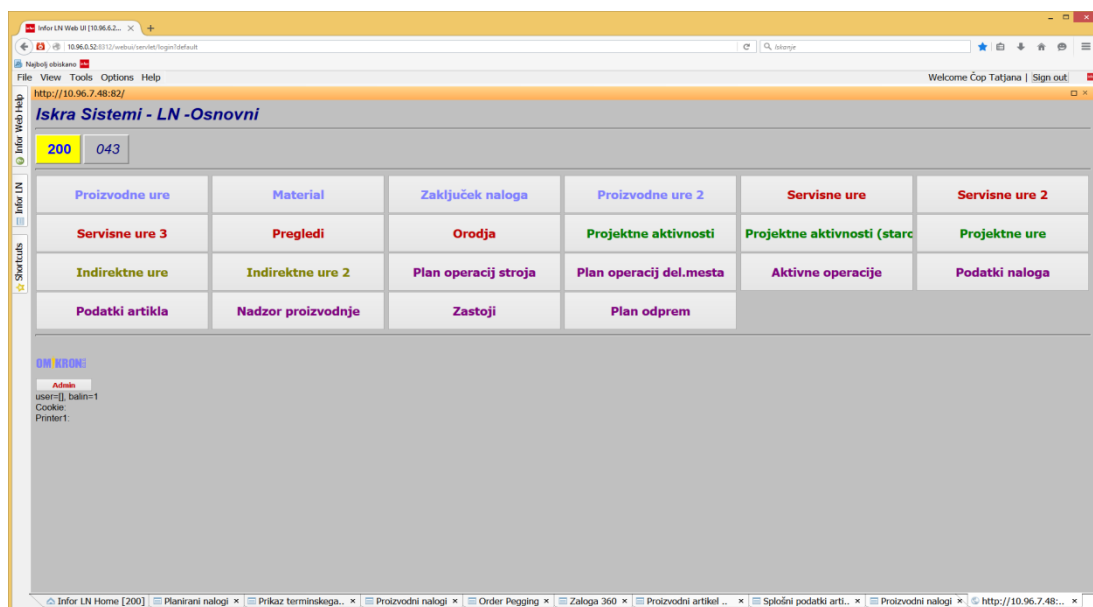 Infor LN Web UI [10.96.6.2...
10.96.0.52:8312/webui/servlet/login?default
Iskanje
Najbolj obiskano
File View Tools Options Help
Welcome Čop Tatjana | Sign out
http://10.96.7.48:82/
Infor Web Help
Infor LN
Shortcuts
Iskra Sistemi - LN -Osnovni
200 043
Proizvodne ure Material Zaključek naloga Proizvodne ure 2 Servisne ure Servisne ure 2
Servisne ure 3 Pregledi Orodja Projektne aktivnosti Projektne aktivnosti (staro Projektne ure
Indirektne ure Indirektne ure 2 Plan operacij stroja Plan operacij del.mesta Aktivne operacije Podatki naloga
Podatki artikla Nadzor proizvodnje Zastoji Plan odprem
OMIKRON
Admin
user=[], balin=1
Cookie:
Printer1:
Infor LN Home [200] Planirani nalogi Prikaz terminskega.. Proizvodni nalogi Order Pegging Zaloga 360 Proizvodni artikel .. Splošni podatki arti.. Proizvodni nalogi http://10.96.7.48:..